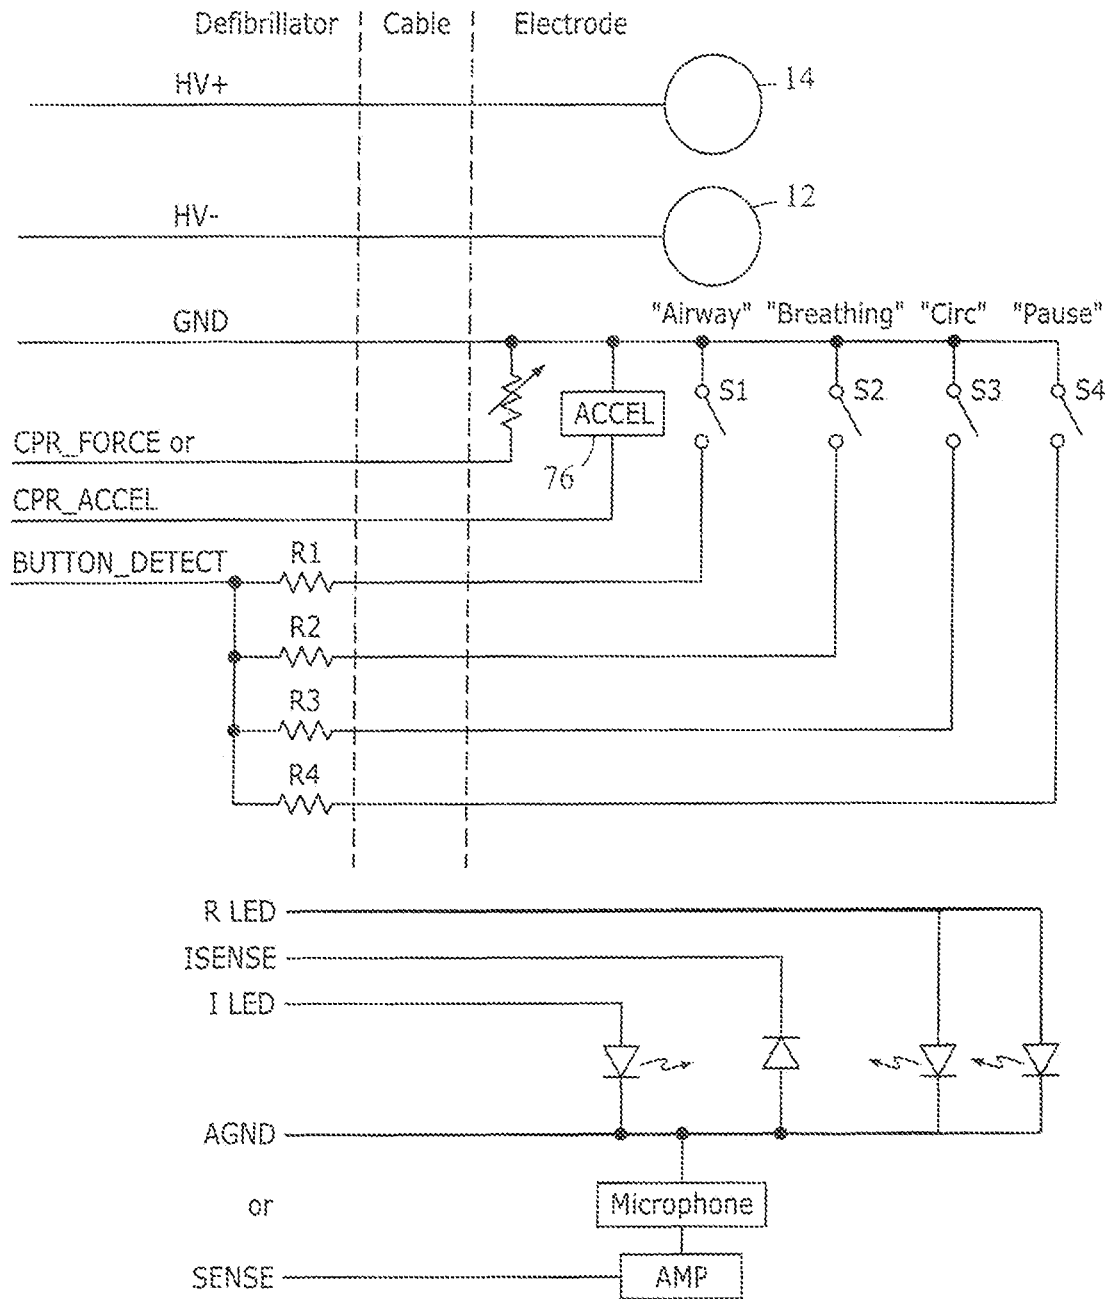 Defibrillator Cable Electrode
HV+
14
HV-
12
GND
"Airway" "Breathing" "Circ" "Pause"
S1 S2 S3 S4
ACCEL
CPR_FORCE or
76
CPR_ACCEL
BUTTON_DETECT
R1
R2
R3
R4
R LED
ISENSE
I LED
AGND
or
Microphone
SENSE
AMP